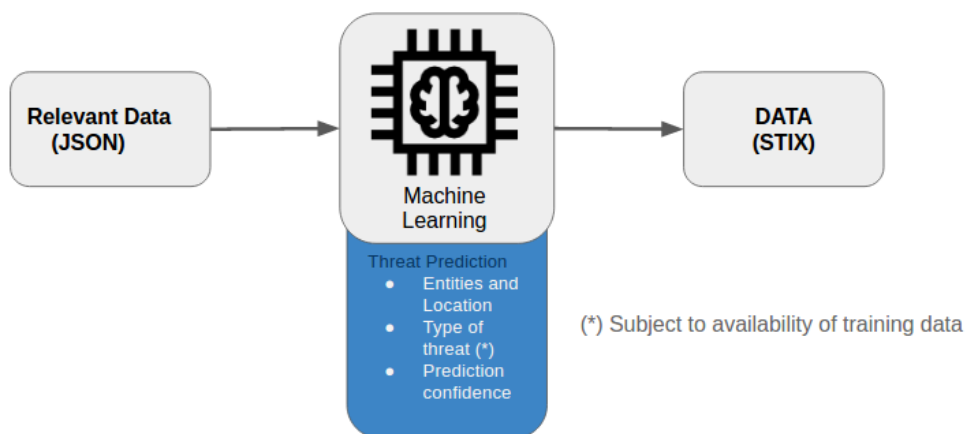 Relevant Data
(JSON)
Machine
Learning
DATA
(STIX)
Threat Prediction
● Entities and
Location
● Type of
threat (*)
● Prediction
confidence
(*) Subject to availability of training data